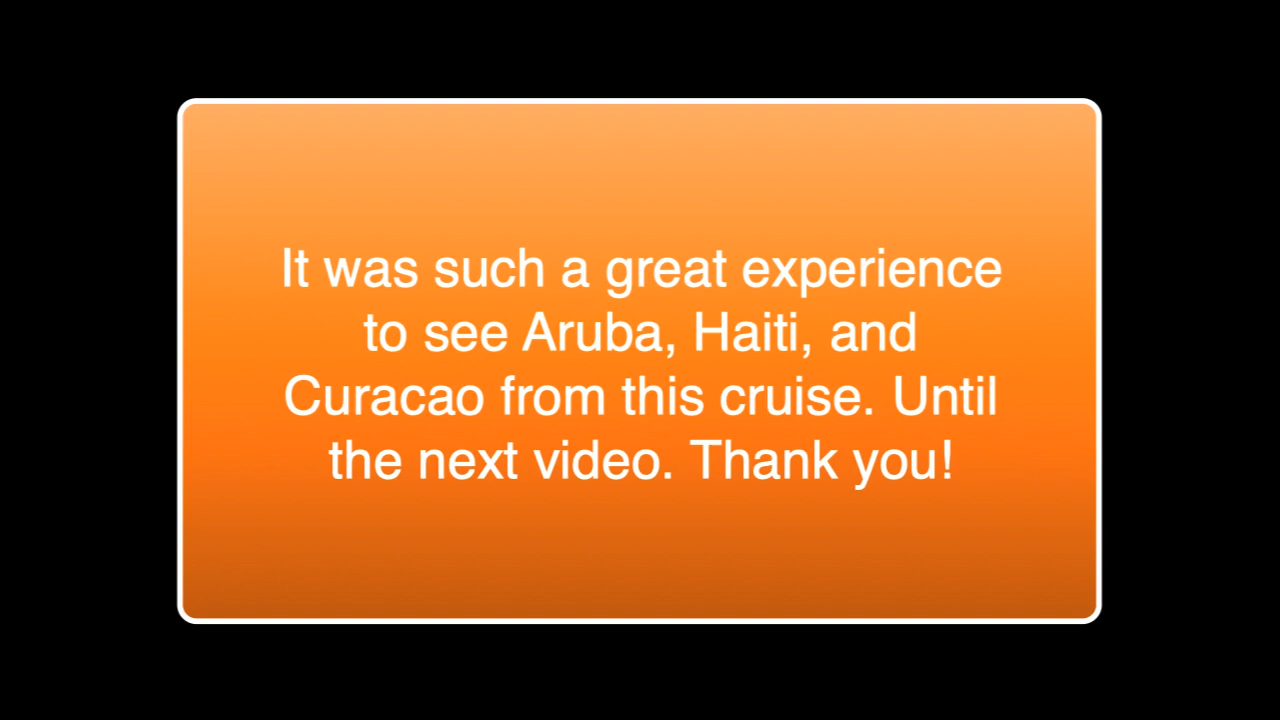 It was such a great experience
to see Aruba, Haiti, and
Curacao from this cruise. Until
the next video. Thank you!